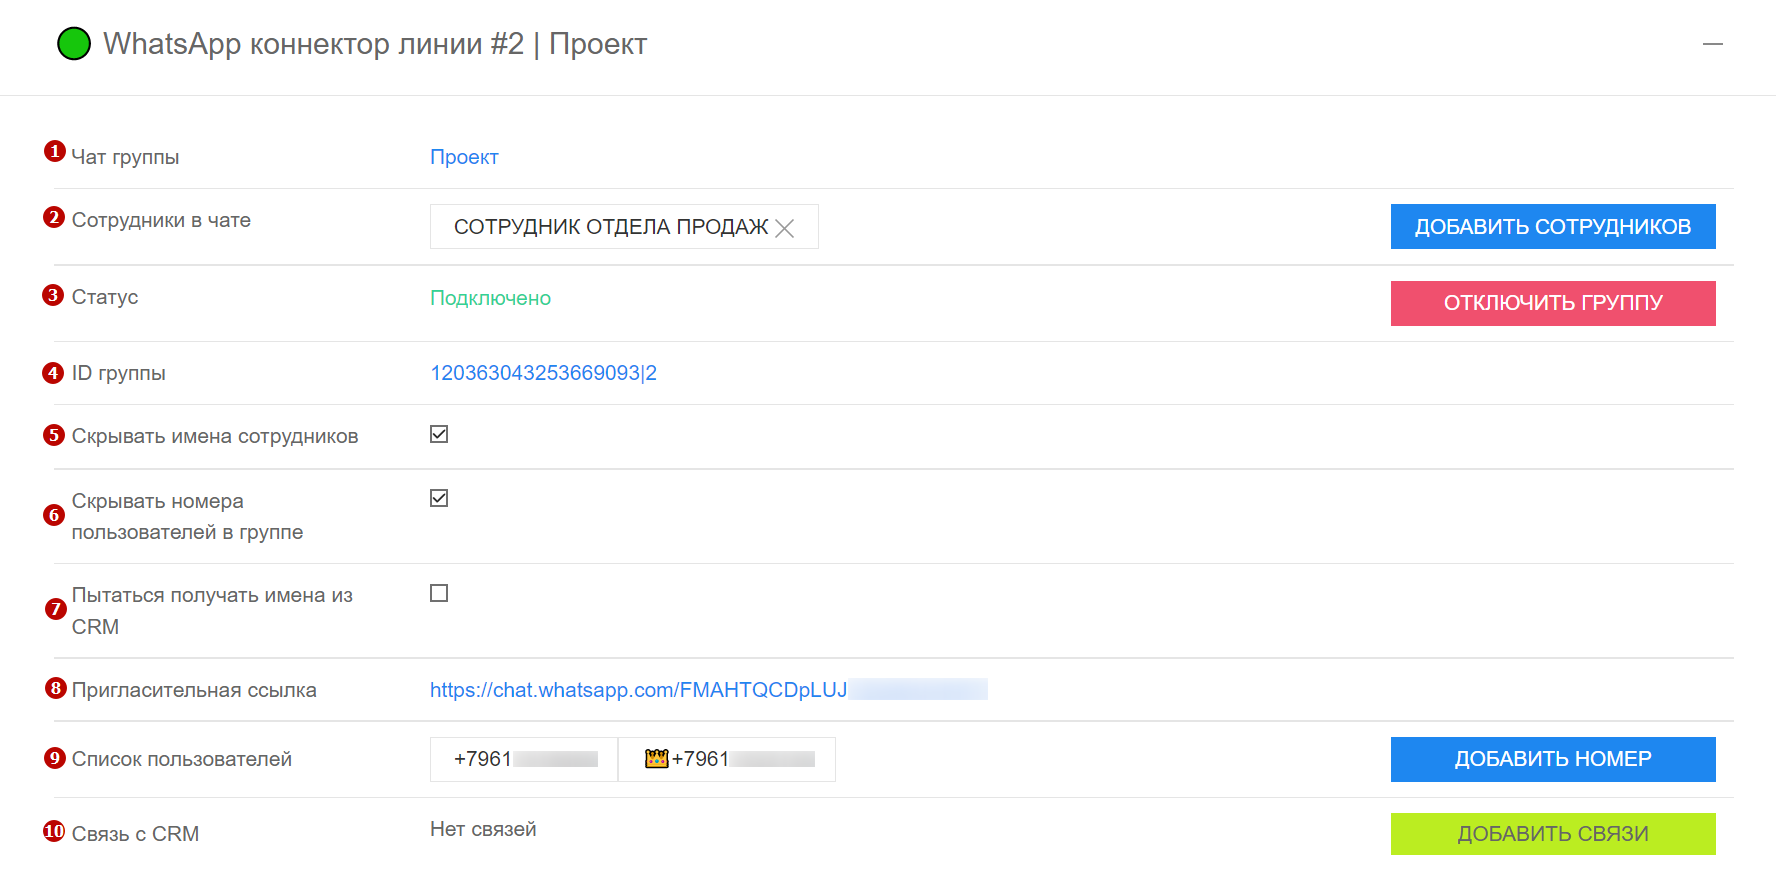 WhatsApp коннектор линии #2 | Проект
1 Чат группы Проект
2 Сотрудники в чате СОТРУДНИК ОТДЕЛА ПРОДАЖ ДОБАВИТЬ СОТРУДНИКОВ
3 Статус Подключено ОТКЛЮЧИТЬ ГРУППУ
4 ID группы 120363043253669093|2
5 Скрывать имена сотрудников
6 Скрывать номера
пользователей в группе
7 Пытаться получать имена из
CRM
8 Пригласительная ссылка https://chat.whatsapp.com/FMAHTQCDpLUJ
9 Список пользователей +7961 +7961 ДОБАВИТЬ НОМЕР
10 Связь с CRM Нет связей ДОБАВИТЬ СВЯЗИ